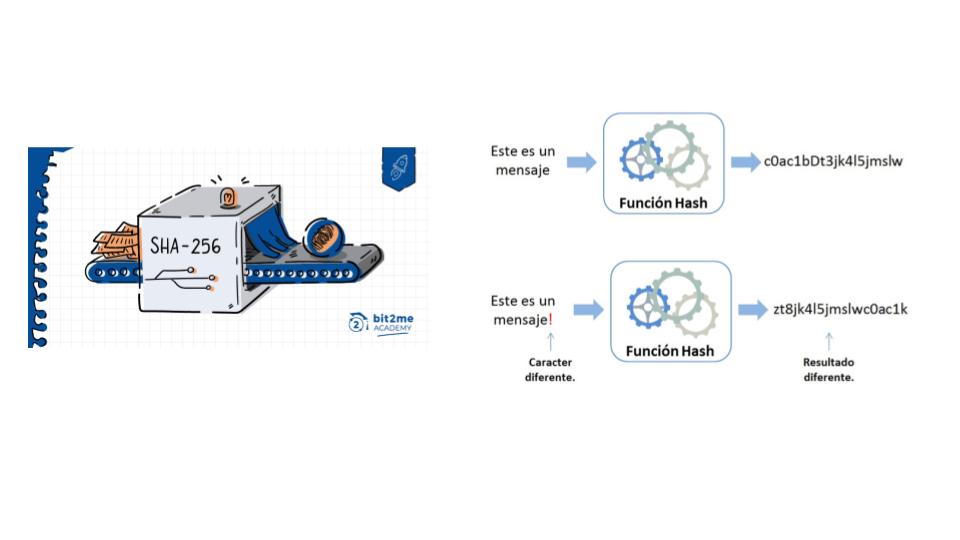 SHA-256
bit2me
ACADEMY
Este es un
mensaje
Función Hash
c0ac1bDt3jk4l5jmslw
Este es un
mensaje!
Función Hash
zt8jk4l5jmslwc0ac1k
Caracter
diferente.
Resultado
diferente.